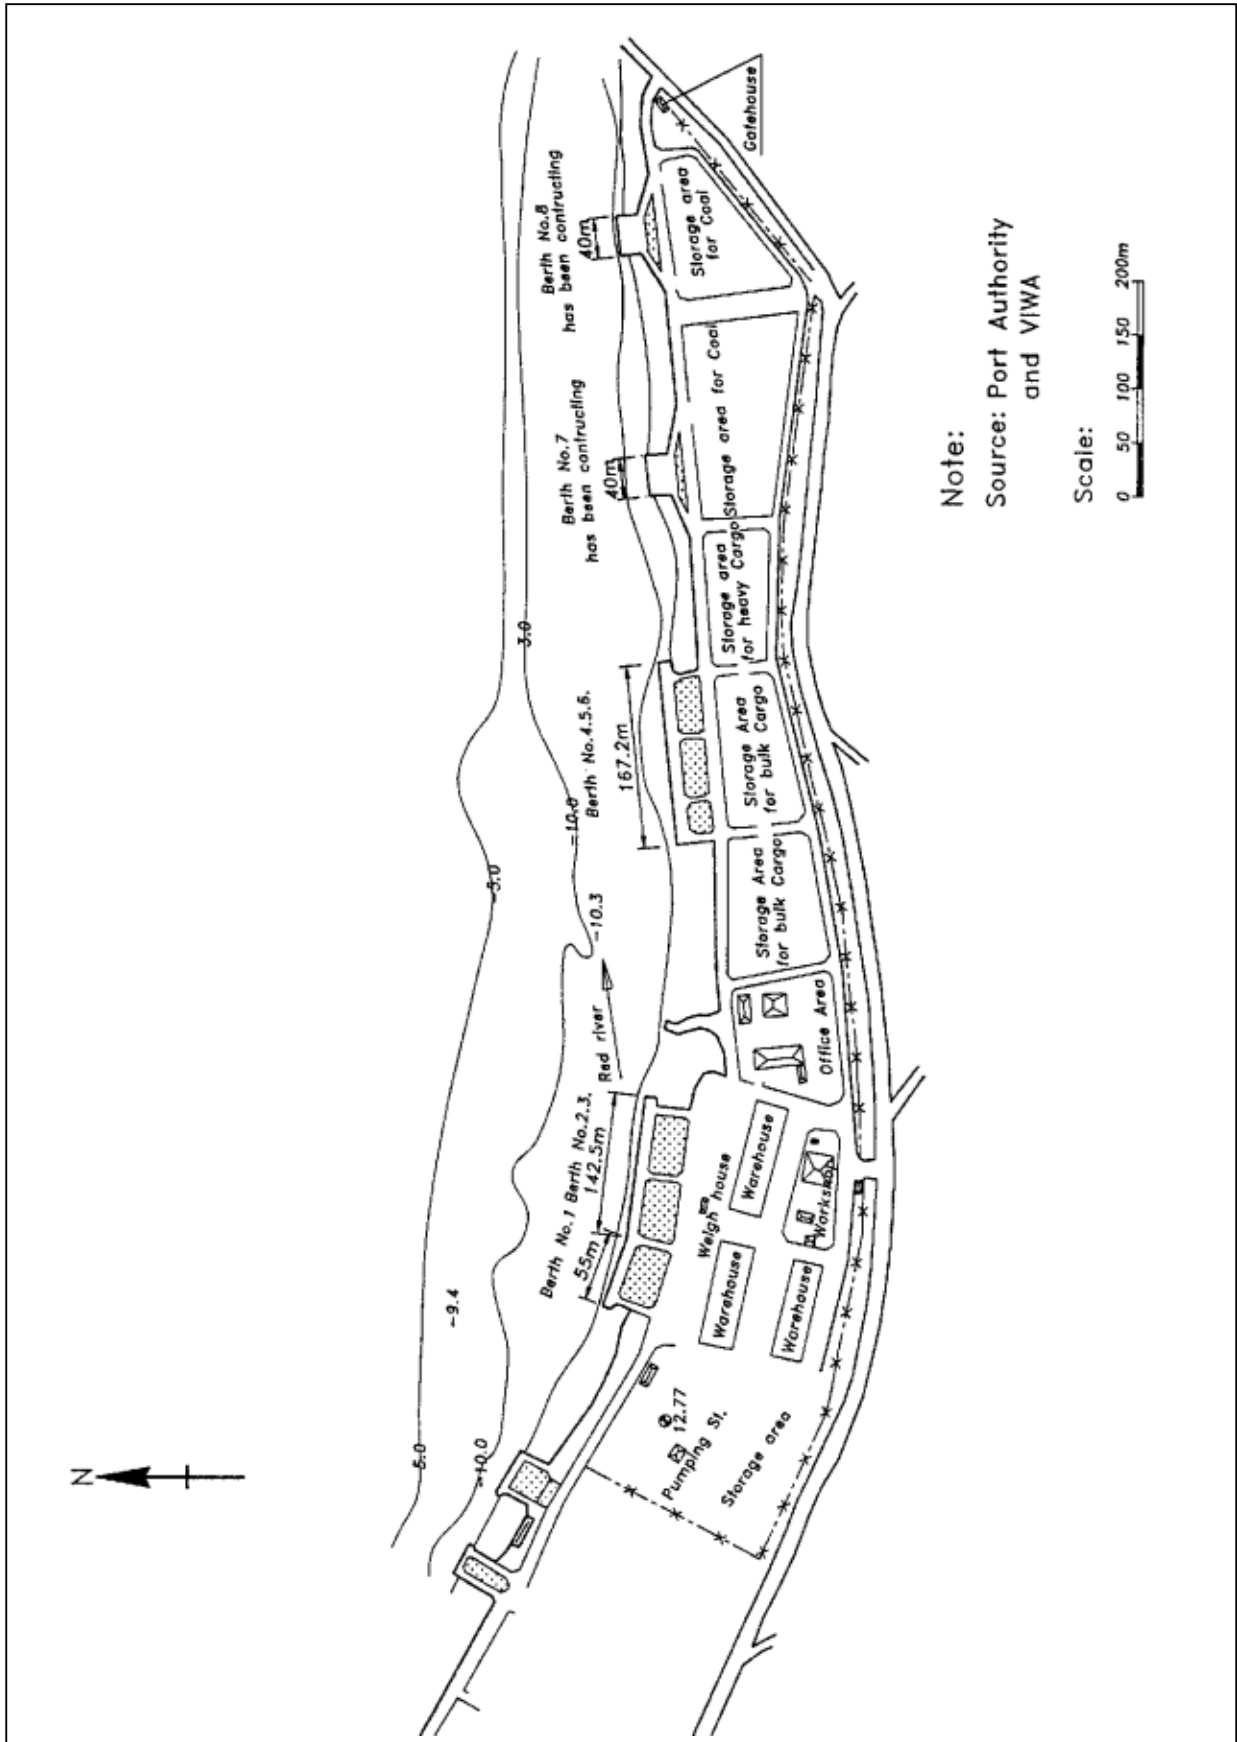 N
5.0
-10.0
-9.4
-5.0
-10.0
-10.3
3.0
Red river
Berth No.1
55m
Berth No.2.3.
142.5m
Berth No.4.5.6.
167.2m
Berth No.7
has been contructing
40m
Berth No.8
has been contructing
40m
12.77
Pumping St.
Storage area
Warehouse
Warehouse
Weigh house
Warehouse
Workshop
Office Area
Storage Area
for bulk Cargo
Storage Area
for bulk Cargo
Storage area
for heavy Cargo
Storage area for Coal
Storage area
for Coal
Gatehouse
Note:
Source: Port Authority
and VIWA
Scale:
0 50 100 150 200m